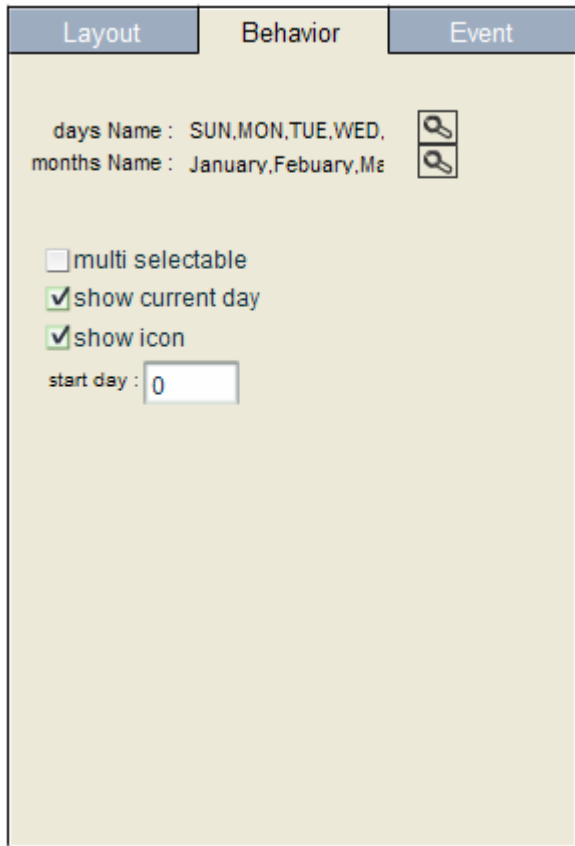 Layout Behavior Event
days Name : SUN,MON,TUE,WED,
months Name : January,Febuary,Ma
multi selectable
show current day
show icon
start day : 0